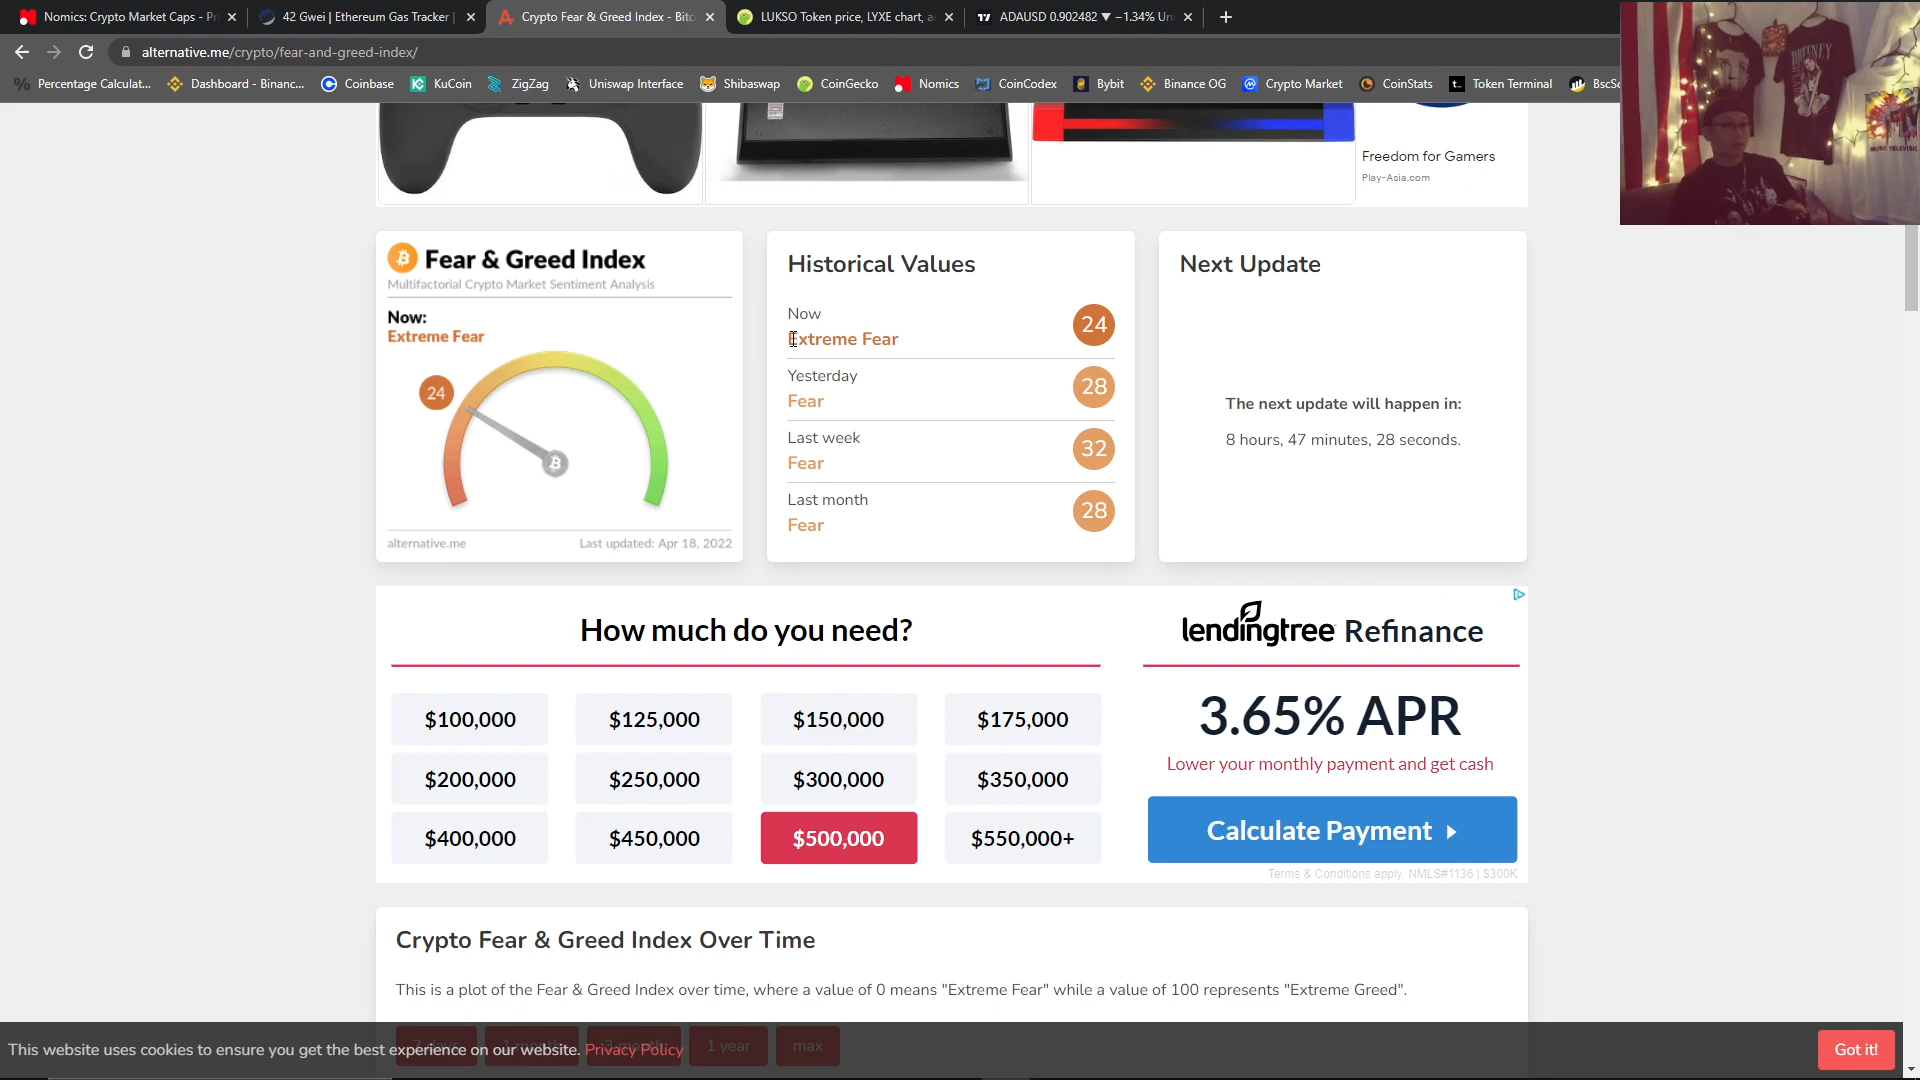 Nomics: Crypto Market Caps - Pr
42 Gwei | Ethereum Gas Tracker |
Crypto Fear & Greed Index - Bitc
LUKSO Token price, LYXE chart, a
ADAUSD 0.902482 ▼ −1.34% Un
alternative.me/crypto/fear-and-greed-index/
Percentage Calculat...
Dashboard - Binanc...
Coinbase
KuCoin
ZigZag
Uniswap Interface
Shibaswap
CoinGecko
Nomics
CoinCodex
Bybit
Binance OG
Crypto Market
CoinStats
Token Terminal
BscSc
MUSIC TELEVISIO
Freedom for Gamers
Play-Asia.com
Fear & Greed Index
Multifactorial Crypto Market Sentiment Analysis
Now:
Extreme Fear
24
alternative.me
Last updated: Apr 18, 2022
Historical Values
Now
Extreme Fear
24
Yesterday
Fear
28
Last week
Fear
32
Last month
Fear
28
Next Update
The next update will happen in:
8 hours, 47 minutes, 28 seconds.
How much do you need?
$100,000 $125,000 $150,000 $175,000
$200,000 $250,000 $300,000 $350,000
$400,000 $450,000 $500,000 $550,000+
lendingtree Refinance
3.65% APR
Lower your monthly payment and get cash
Calculate Payment
Terms & Conditions apply. NMLS#1136 | $300K
Crypto Fear & Greed Index Over Time
This is a plot of the Fear & Greed Index over time, where a value of 0 means "Extreme Fear" while a value of 100 represents "Extreme Greed".
1 year
max
This website uses cookies to ensure you get the best experience on our website. Privacy Policy
Got it!